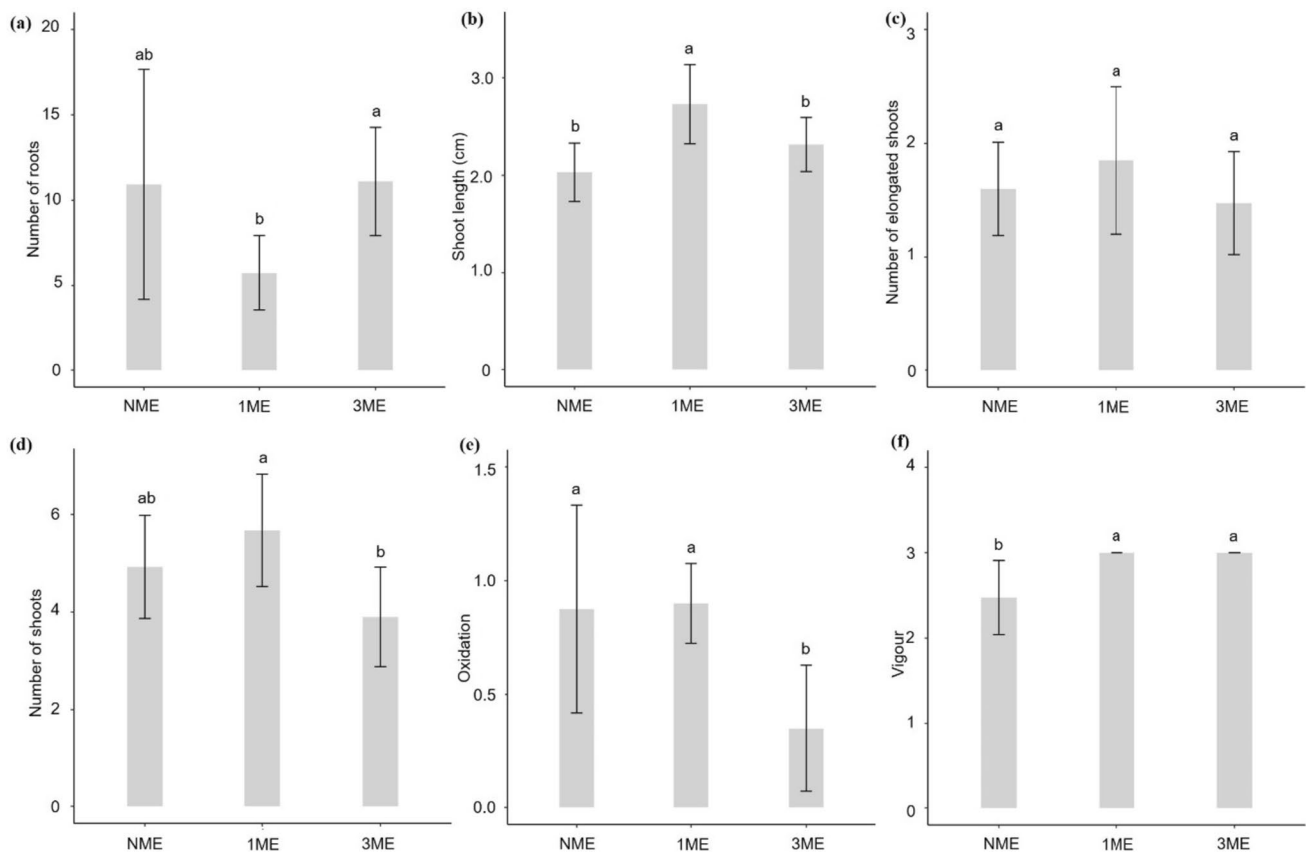 (a)
Number of roots
20
15
10
5
0
ab
b
a
NME 1ME 3ME
(b)
Shoot length (cm)
3.0
2.0
1.0
0
b
a
b
NME 1ME 3ME
(c)
Number of elongated shoots
3
2
1
0
a
a
a
NME 1ME 3ME
(d)
Number of shoots
6
4
2
0
ab
a
b
NME 1ME 3ME
(e)
Oxidation
1.5
1.0
0.5
0.0
a
a
b
NME 1ME 3ME
(f)
Vigour
4
3
2
1
0
b
a
a
NME 1ME 3ME